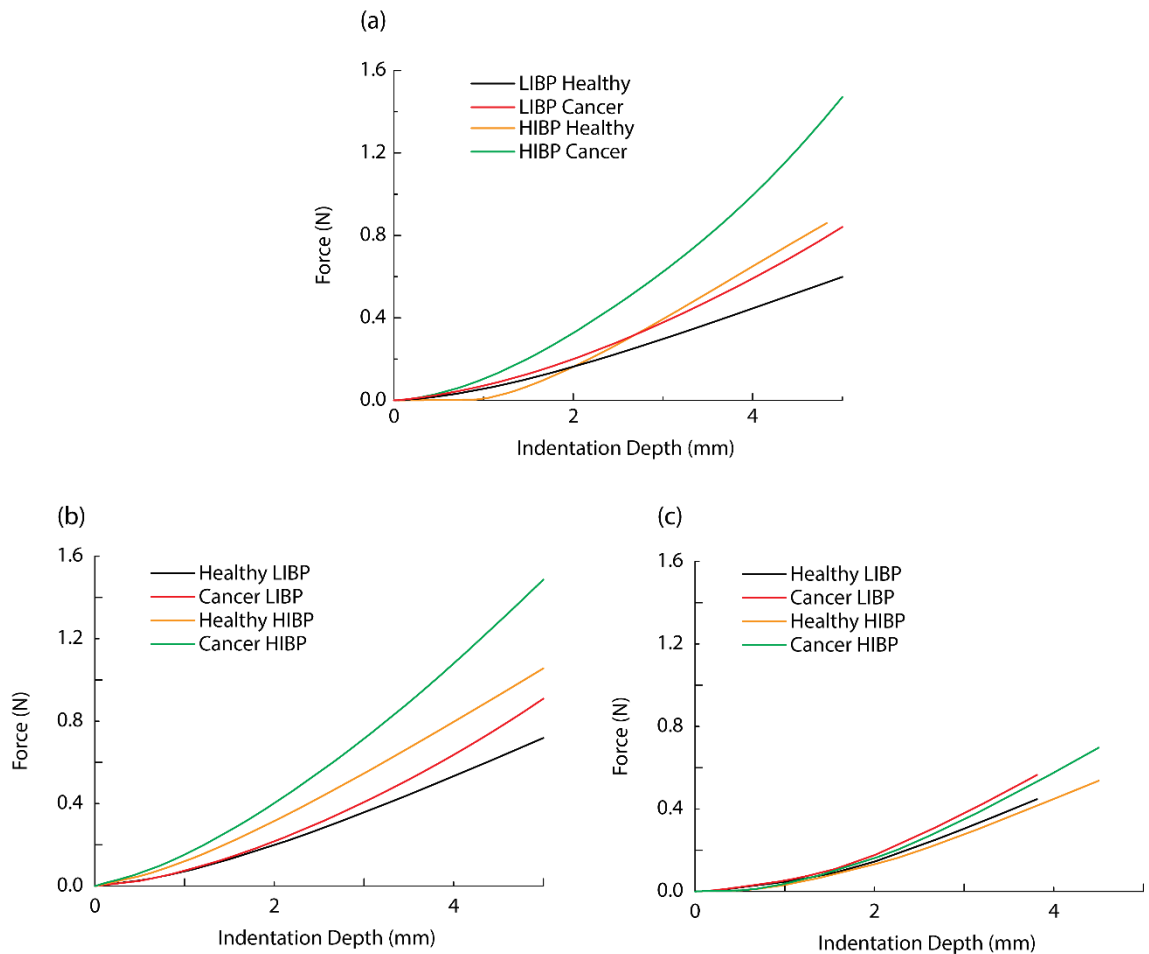 (a)
1.6
1.2
0.8
0.4
0.0
Force (N)
LIBP Healthy
LIBP Cancer
HIBP Healthy
HIBP Cancer
0
2
4
Indentation Depth (mm)
(b)
1.6
1.2
0.8
0.4
0.0
Force (N)
Healthy LIBP
Cancer LIBP
Healthy HIBP
Cancer HIBP
0
2
4
Indentation Depth (mm)
(c)
1.6
1.2
0.8
0.4
0.0
Force (N)
Healthy LIBP
Cancer LIBP
Healthy HIBP
Cancer HIBP
0
2
4
Indentation Depth (mm)